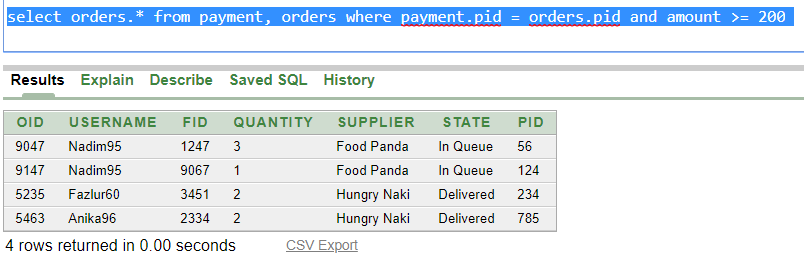 select orders.* from payment, orders where payment.pid = orders.pid and amount >= 200
Results Explain Describe Saved SQL History
OID USERNAME FID QUANTITY SUPPLIER STATE PID
9047 Nadim95 1247 3 Food Panda In Queue 56
9147 Nadim95 9067 1 Food Panda In Queue 124
5235 Fazlur60 3451 2 Hungry Naki Delivered 234
5463 Anika96 2334 2 Hungry Naki Delivered 785
4 rows returned in 0.00 seconds CSV Export